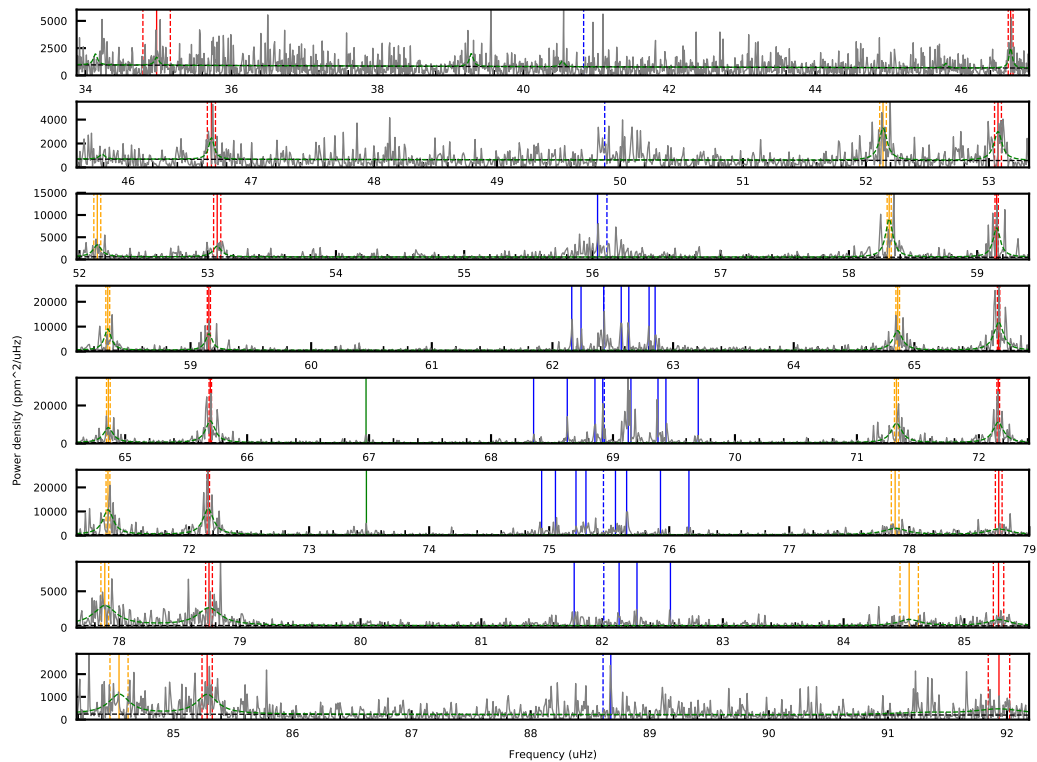 5000
2500
0
34 36 38 40 42 44 46
4000
2000
0
46 47 48 49 50 51 52 53
15000
10000
5000
0
52 53 54 55 56 57 58 59
20000
10000
0
59 60 61 62 63 64 65
20000
0
65 66 67 68 69 70 71 72
Power density (ppm^2/uHz)
20000
10000
0
72 73 74 75 76 77 78 79
5000
0
78 79 80 81 82 83 84 85
2000
1000
0
85 86 87 88 89 90 91 92
Frequency (uHz)